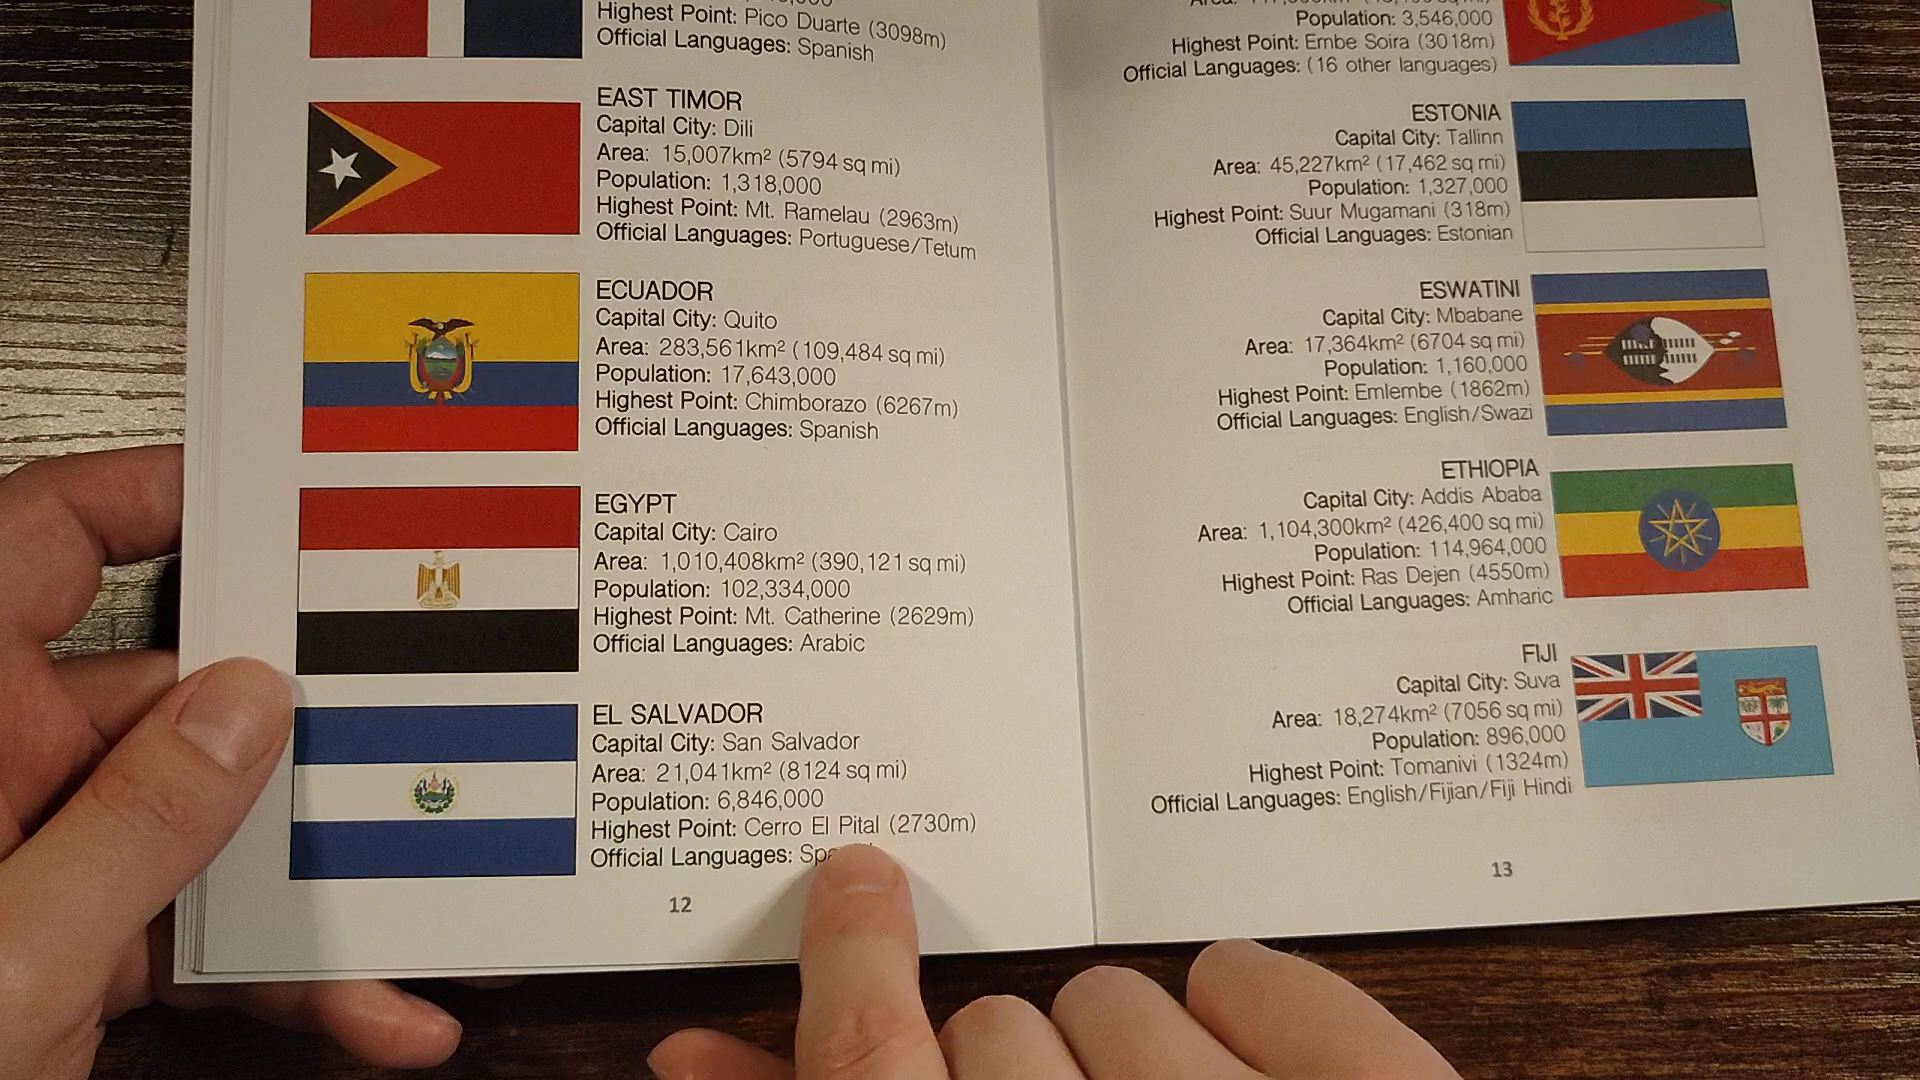 Highest Point: Pico Duarte (3098m)
Official Languages: Spanish
EAST TIMOR
Capital City: Dili
Area: 15,007km² (5794 sq mi)
Population: 1,318,000
Highest Point: Mt. Ramelau (2963m)
Official Languages: Portuguese/Tetum
ECUADOR
Capital City: Quito
Area: 283,561km² (109,484 sq mi)
Population: 17,643,000
Highest Point: Chimborazo (6267m)
Official Languages: Spanish
EGYPT
Capital City: Cairo
Area: 1,010,408km² (390,121 sq mi)
Population: 102,334,000
Highest Point: Mt. Catherine (2629m)
Official Languages: Arabic
EL SALVADOR
Capital City: San Salvador
Area: 21,041km² (8124 sq mi)
Population: 6,846,000
Highest Point: Cerro El Pital (2730m)
Official Languages:
12
Population: 3,546,000
Highest Point: Embe Soira (3018m)
Official Languages: (16 other languages)
ESTONIA
Capital City: Tallinn
Area: 45,227km² (17,462 sq mi)
Population: 1,327,000
Highest Point: Suur Mugamani (318m)
Official Languages: Estonian
ESWATINI
Capital City: Mbabane
Area: 17,364km² (6704 sq mi)
Population: 1,160,000
Highest Point: Emlembe (1862m)
Official Languages: English/Swazi
ETHIOPIA
Capital City: Addis Ababa
Area: 1,104,300km² (426,400 sq mi)
Population: 114,964,000
Highest Point: Ras Dejen (4550m)
Official Languages: Amharic
FIJI
Capital City: Suva
Area: 18,274km² (7056 sq mi)
Population: 896,000
Highest Point: Tomanivi (1324m)
Official Languages: English/Fijian/Fiji Hindi
13